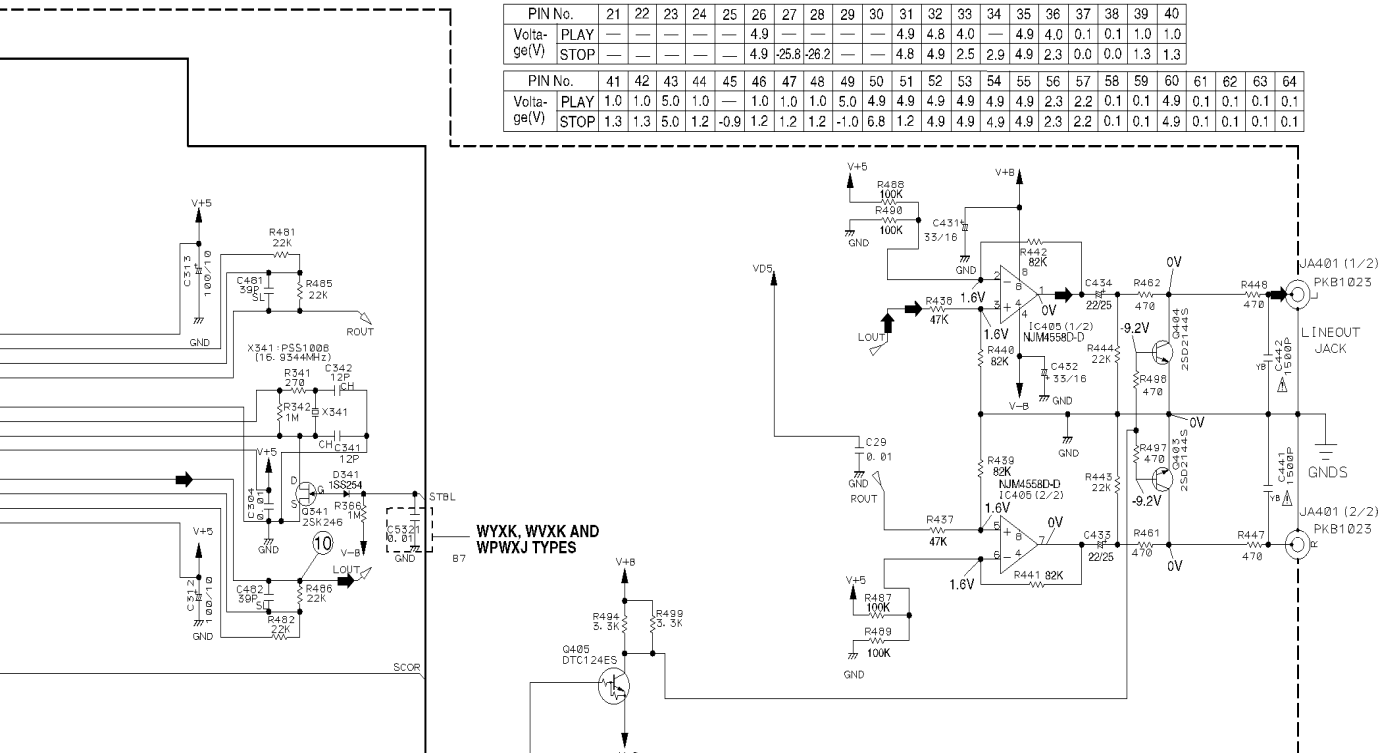 PIN No. 21 22 23 24 25 26 27 28 29 30 31 32 33 34 35 36 37 38 39 40
Volta-ge(V) PLAY — — — — — 4.9 — — — — 4.9 4.8 4.0 — 4.9 4.0 0.1 0.1 1.0 1.0
STOP — — — — — 4.9 -25.8 -26.2 — — 4.8 4.9 2.5 2.9 4.9 2.3 0.0 0.0 1.3 1.3
PIN No. 41 42 43 44 45 46 47 48 49 50 51 52 53 54 55 56 57 58 59 60 61 62 63 64
Volta-ge(V) PLAY 1.0 1.0 5.0 1.0 — 1.0 1.0 1.0 5.0 4.9 4.9 4.9 4.9 4.9 4.9 2.3 2.2 0.1 0.1 4.9 0.1 0.1 0.1 0.1
STOP 1.3 1.3 5.0 1.2 -0.9 1.2 1.2 1.2 -1.0 6.8 1.2 4.9 4.9 4.9 4.9 2.3 2.2 0.1 0.1 4.9 0.1 0.1 0.1 0.1
V+5
C313
100/10
GND
R481
22K
C481
39P
SL
R485
22K
ROUT
X341:PSS1008
(16.9344MHz)
R341
270
C342
12P
CH
R342
1M
X341
CH
C341
12P
V+5
C304
0.01
GND
D
G
S
Q341
2SK246
D341
1SS254
R366
1M
V-B
STBL
C532
0.01
GND
WYXK, WVXK AND
WPWXJ TYPES
B7
10
LOUT
V+5
C312
100/10
GND
C482
39P
SL
R486
22K
R482
22K
SCOR
V+5
R488
100K
R490
100K
GND
V+B
C431
33/16
GND
VD5
R442
82K
2
8
1
3
4
1.6V
1.6V
0V
IC405(1/2)
NJM4558D-D
R438
47K
LOUT
R440
82K
C432
33/16
GND
V-B
C434
22/25
R462
470
0V
R444
22K
-9.2V
Q404
2SD2144S
R498
470
R448
470
C442
1500P
YB
JA401(1/2)
PKB1023
L
LINEOUT
JACK
GND
0V
GNDS
C29
0.01
GND
ROUT
R439
82K
NJM4558D-D
IC405(2/2)
1.6V
5
8
7
6
4
0V
1.6V
R437
47K
R441 82K
R443
22K
R497
470
-9.2V
Q403
2SD2144S
C433
22/25
R461
470
0V
C441
1500P
YB
R447
470
JA401(2/2)
PKB1023
R
V+5
R487
100K
R489
100K
GND
V+B
R494
3.3K
R499
3.3K
Q405
DTC124ES